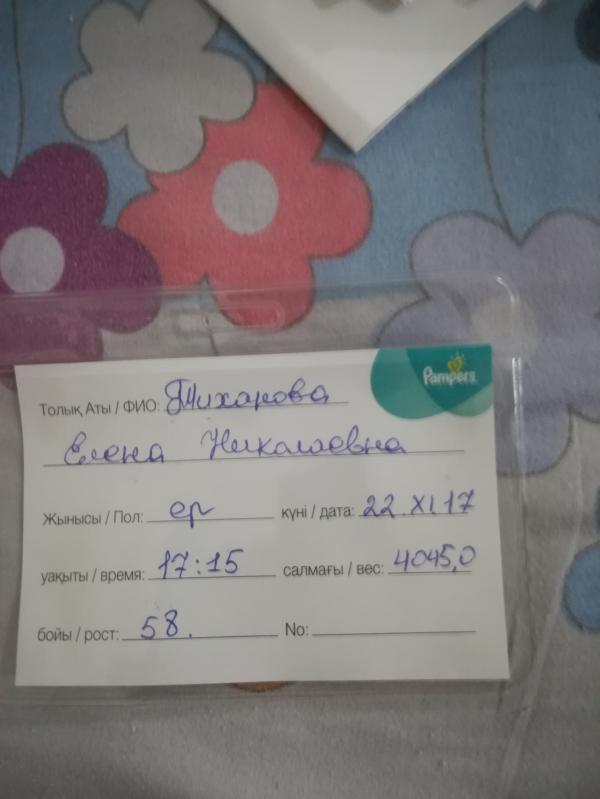 Pampers
Толық Аты / ФИО: Тихарова
Елена Николаевна
Жынысы / Пол: ер күні / дата: 22.XI.17
уақыты / время: 17:15 салмағы / вес: 4045,0
бойы / рост: 58. No: